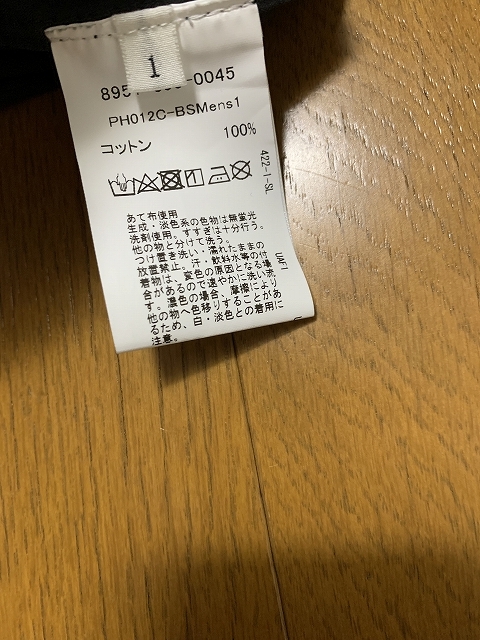 1
8951 0045
PH012C-BSMens1
コットン 100%
422-1-SL
あて布使用
生成・淡色系の色物は無蛍光
洗剤使用。すすぎは十分行う。
他の物と分けて洗う。
つけ置き洗い・濡れたままの
放置禁止。汗・飲料水等の付
着物は、変色の原因となる場
合があるので速やかに洗い流
す。濃色の場合、摩擦により
他の物へ色移りすることがあ
るため、白・淡色との着用に
注意。
UAF1